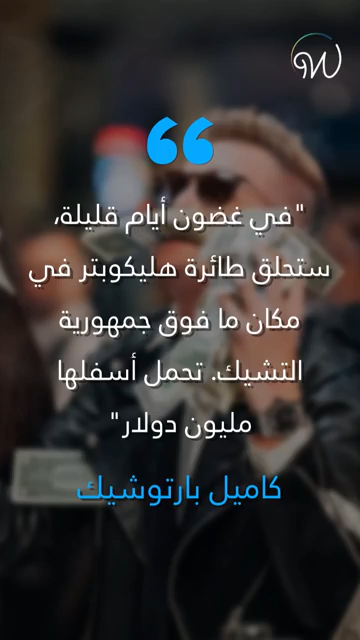 W
"في غضون أيام قليلة،
ستحلق طائرة هليكوبتر في
مكان ما فوق جمهورية
التشيك. تحمل أسفلها
مليون دولار"
كاميل بارتوشيك